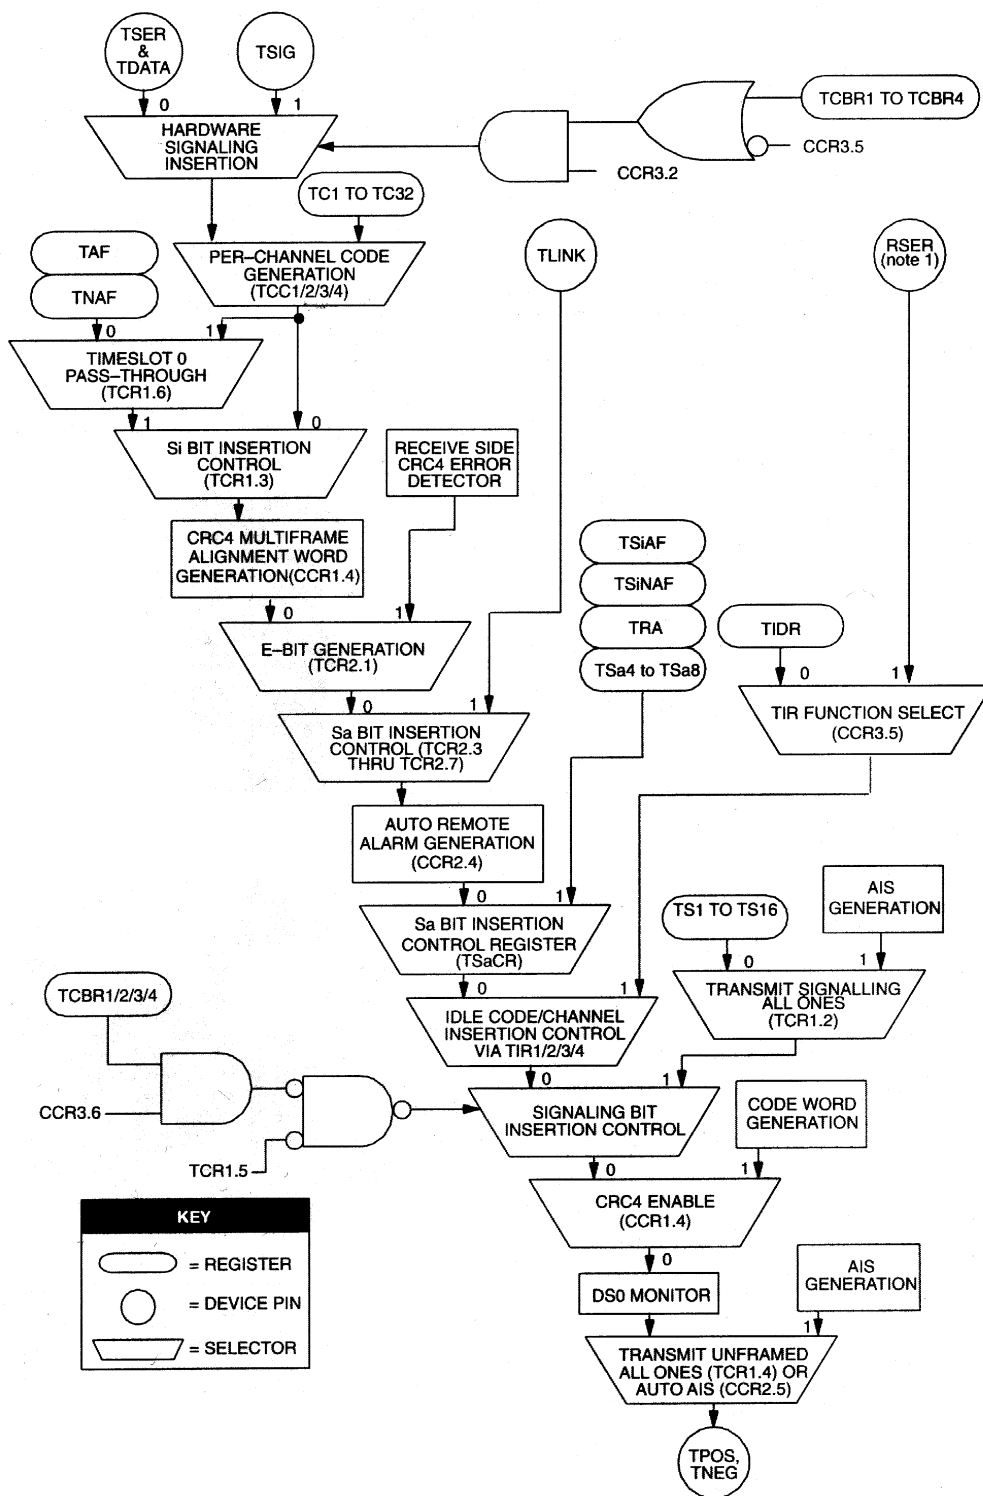 TSER
&
TDATA
TSIG
0
1
HARDWARE
SIGNALING
INSERTION
TCBR1 TO TCBR4
CCR3.5
CCR3.2
TC1 TO TC32
PER–CHANNEL CODE
GENERATION
(TCC1/2/3/4)
TAF
TNAF
TLINK
RSER
(note 1)
0
1
TIMESLOT 0
PASS–THROUGH
(TCR1.6)
1
0
Si BIT INSERTION
CONTROL
(TCR1.3)
RECEIVE SIDE
CRC4 ERROR
DETECTOR
CRC4 MULTIFRAME
ALIGNMENT WORD
GENERATION(CCR1.4)
TSiAF
TSiNAF
TRA
TSa4 to TSa8
TIDR
0
1
E–BIT GENERATION
(TCR2.1)
0
1
TIR FUNCTION SELECT
(CCR3.5)
0
1
Sa BIT INSERTION
CONTROL (TCR2.3
THRU TCR2.7)
AUTO REMOTE
ALARM GENERATION
(CCR2.4)
0
1
Sa BIT INSERTION
CONTROL REGISTER
(TSaCR)
TS1 TO TS16
AIS
GENERATION
0
1
TRANSMIT SIGNALLING
ALL ONES
(TCR1.2)
0
1
IDLE CODE/CHANNEL
INSERTION CONTROL
VIA TIR1/2/3/4
TCBR1/2/3/4
CCR3.6
TCR1.5
0
1
SIGNALING BIT
INSERTION CONTROL
CODE WORD
GENERATION
0
1
CRC4 ENABLE
(CCR1.4)
0
DS0 MONITOR
AIS
GENERATION
1
TRANSMIT UNFRAMED
ALL ONES (TCR1.4) OR
AUTO AIS (CCR2.5)
TPOS,
TNEG
KEY
= REGISTER
= DEVICE PIN
= SELECTOR